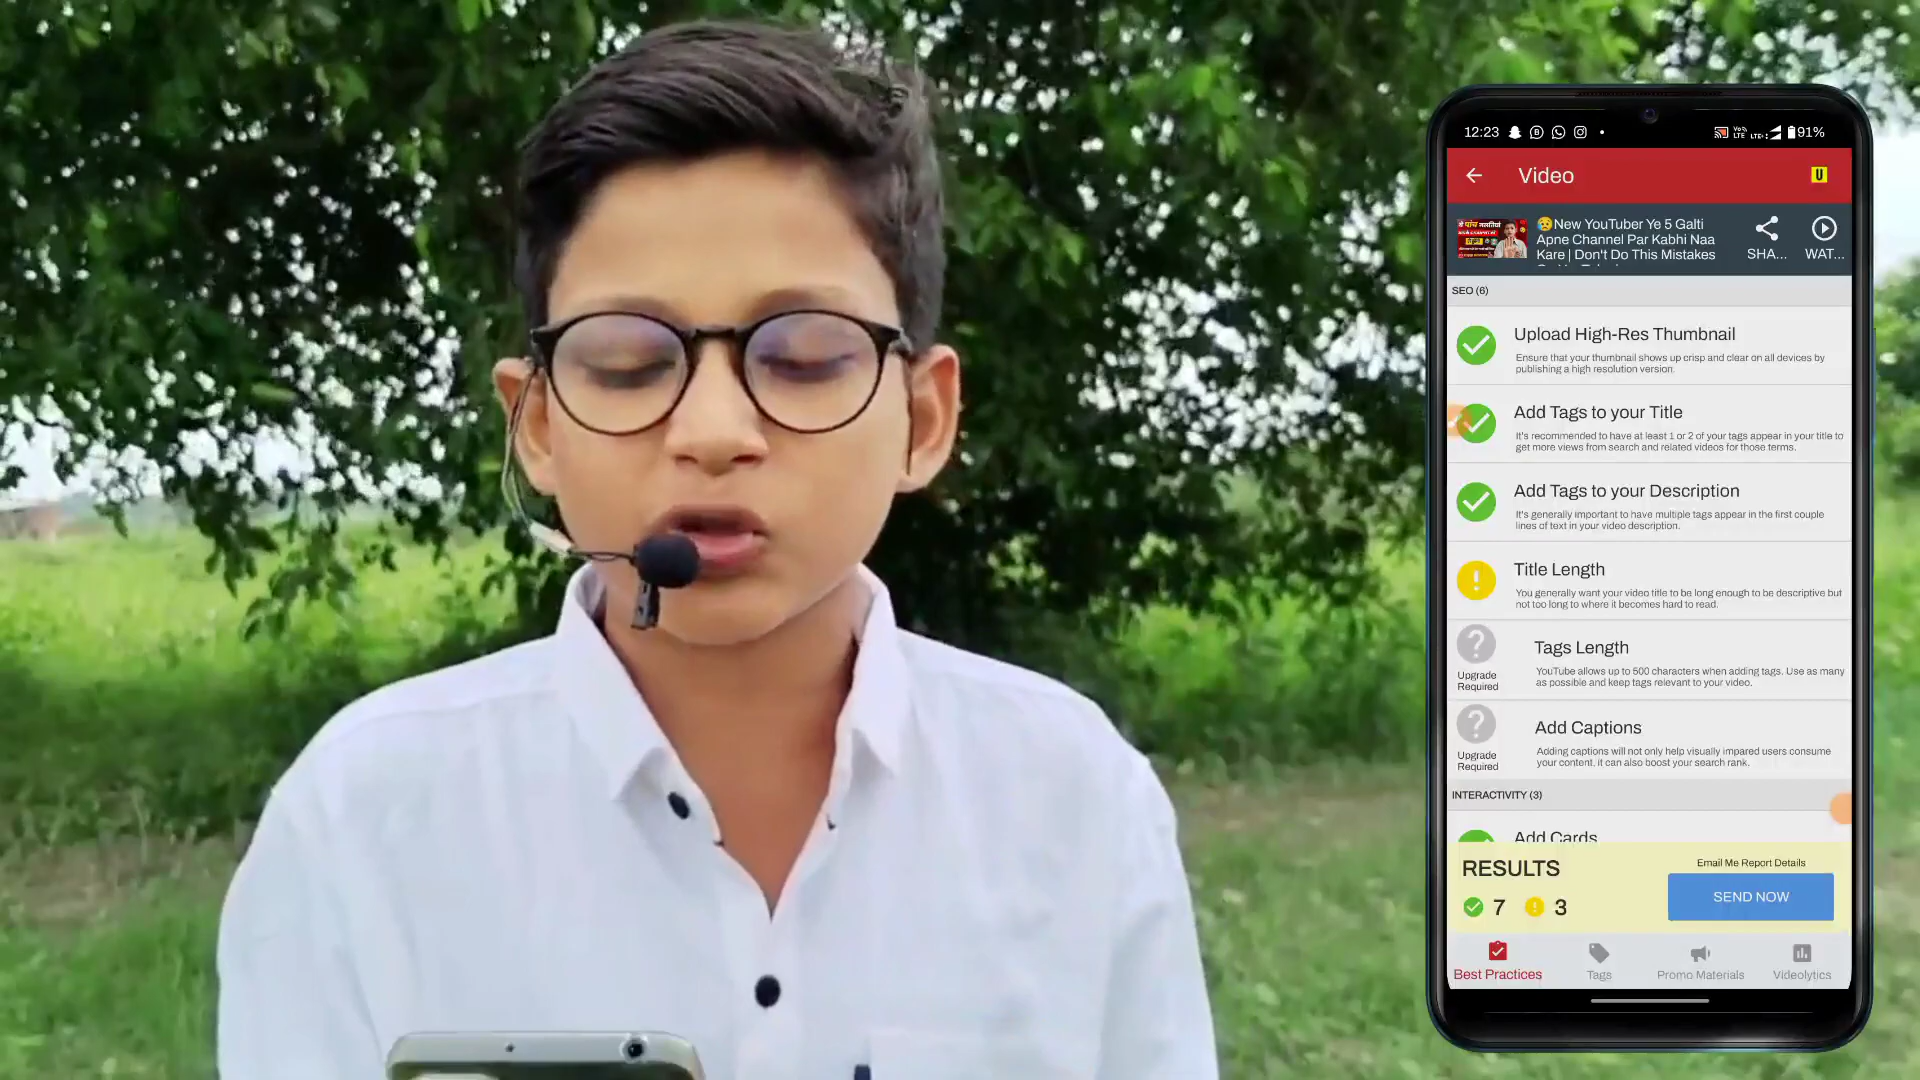 12:23
VoLTE LTE+ 91%
Video
U
😥New YouTuber Ye 5 Galti
Apne Channel Par Kabhi Naa
Kare | Don't Do This Mistakes
SHA...
WAT...
SEO (6)
Upload High-Res Thumbnail
Ensure that your thumbnail shows up crisp and clear on all devices by
publishing a high resolution version.
Add Tags to your Title
It's recommended to have at least 1 or 2 of your tags appear in your title to
get more views from search and related videos for those terms.
Add Tags to your Description
It's generally important to have multiple tags appear in the first couple
lines of text in your video description.
Title Length
You generally want your video title to be long enough to be descriptive but
not too long to where it becomes hard to read.
Tags Length
YouTube allows up to 500 characters when adding tags. Use as many
as possible and keep tags relevant to your video.
Upgrade
Required
Add Captions
Adding captions will not only help visually impared users consume
your content, it can also boost your search rank.
Upgrade
Required
INTERACTIVITY (3)
Add Cards
RESULTS
7 3
Email Me Report Details
SEND NOW
Best Practices
Tags
Promo Materials
Videolytics